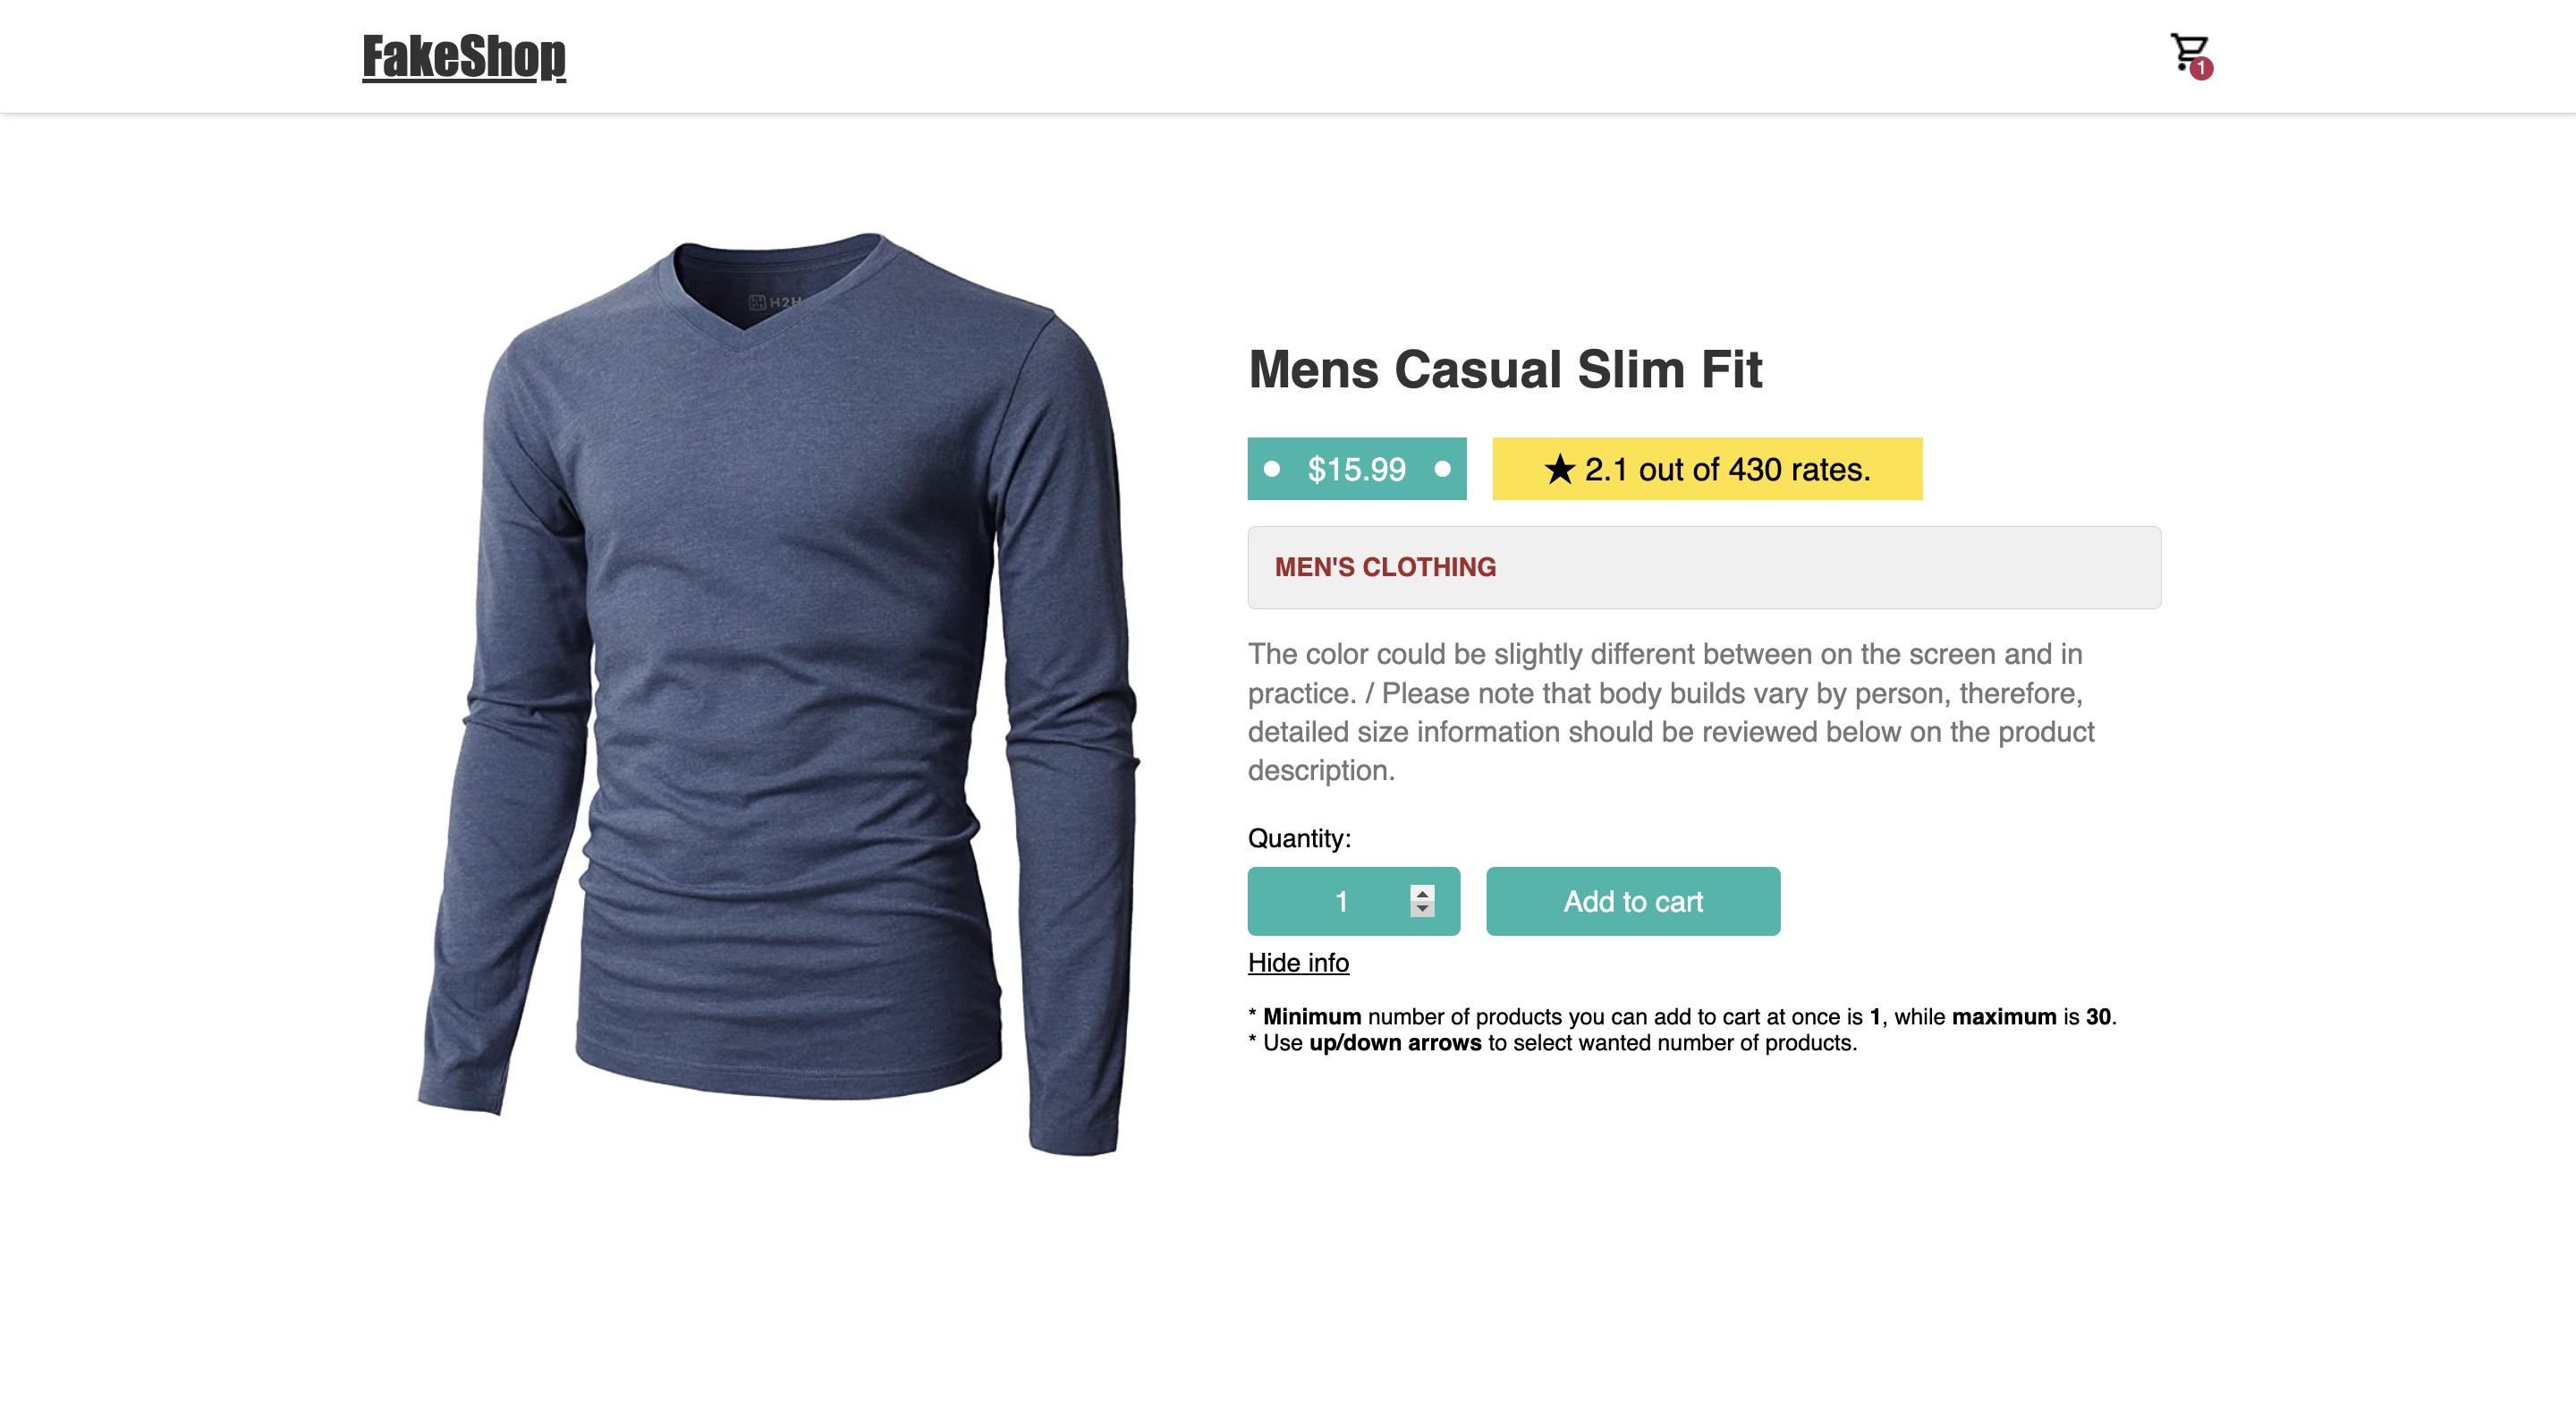 FakeShop
1
H2H
Mens Casual Slim Fit
$15.99
★ 2.1 out of 430 rates.
MEN'S CLOTHING
The color could be slightly different between on the screen and in
practice. / Please note that body builds vary by person, therefore,
detailed size information should be reviewed below on the product
description.
Quantity:
1
Add to cart
Hide info
* Minimum number of products you can add to cart at once is 1, while maximum is 30.
* Use up/down arrows to select wanted number of products.